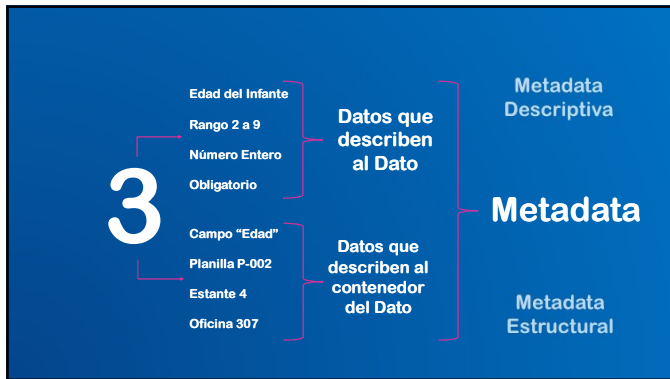 3
Edad del Infante
Rango 2 a 9
Número Entero
Obligatorio
Campo “Edad”
Planilla P-002
Estante 4
Oficina 307
Datos que
describen
al Dato
Datos que
describen al
contenedor
del Dato
Metadata
Descriptiva
Metadata
Metadata
Estructural